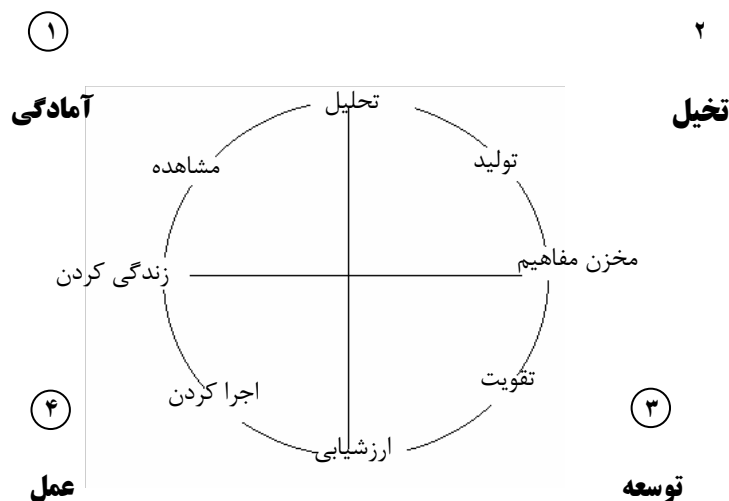 ۱
۲
آمادگی
تحلیل
تخیل
مشاهده
تولید
زندگی کردن
مخزن مفاهیم
اجرا کردن
تقویت
۴
۳
ارزشیابی
عمل
توسعه